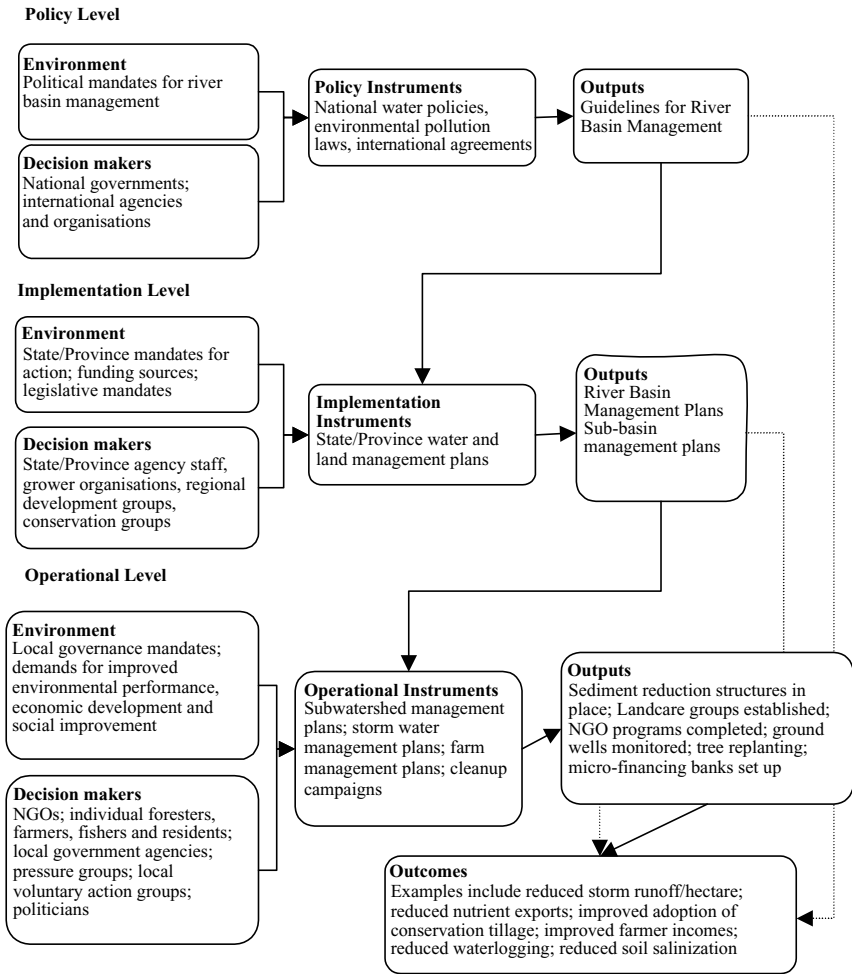 Policy Level
Environment
Political mandates for river
basin management
Decision makers
National governments;
international agencies
and organisations
Policy Instruments
National water policies,
environmental pollution
laws, international agreements
Outputs
Guidelines for River
Basin Management
Implementation Level
Environment
State/Province mandates for
action; funding sources;
legislative mandates
Decision makers
State/Province agency staff,
grower organisations, regional
development groups,
conservation groups
Implementation
Instruments
State/Province water and
land management plans
Outputs
River Basin
Management Plans
Sub-basin
management plans
Operational Level
Environment
Local governance mandates;
demands for improved
environmental performance,
economic development and
social improvement
Decision makers
NGOs; individual foresters,
farmers, fishers and residents;
local government agencies;
pressure groups; local
voluntary action groups;
politicians
Operational Instruments
Subwatershed management
plans; storm water
management plans; farm
management plans; cleanup
campaigns
Outputs
Sediment reduction structures in
place; Landcare groups established;
NGO programs completed; ground
wells monitored; tree replanting;
micro-financing banks set up
Outcomes
Examples include reduced storm runoff/hectare;
reduced nutrient exports; improved adoption of
conservation tillage; improved farmer incomes;
reduced waterlogging; reduced soil salinization